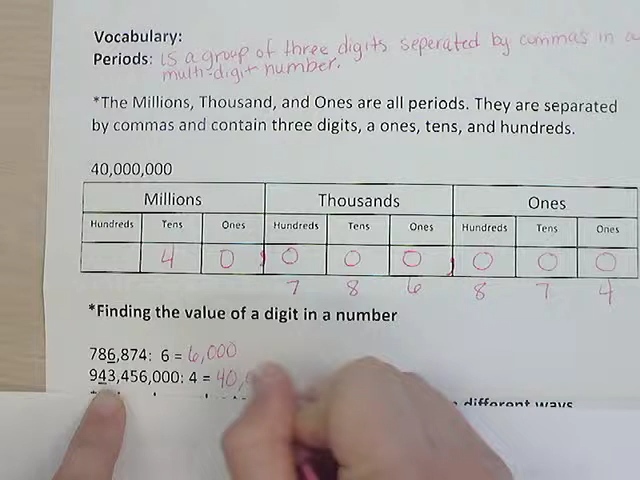 Vocabulary:
Periods: is a group of three digits seperated by commas in a
multi-digit number.
*The Millions, Thousand, and Ones are all periods. They are separated
by commas and contain three digits, a ones, tens, and hundreds.
40,000,000
Millions Thousands Ones
Hundreds Tens Ones Hundreds Tens Ones Hundreds Tens Ones
4 0, 0 0 0, 0 0 0
7 8 6 8 7 4
*Finding the value of a digit in a number
786,874: 6 = 6,000
943,456,000: 4 = 40,
different ways